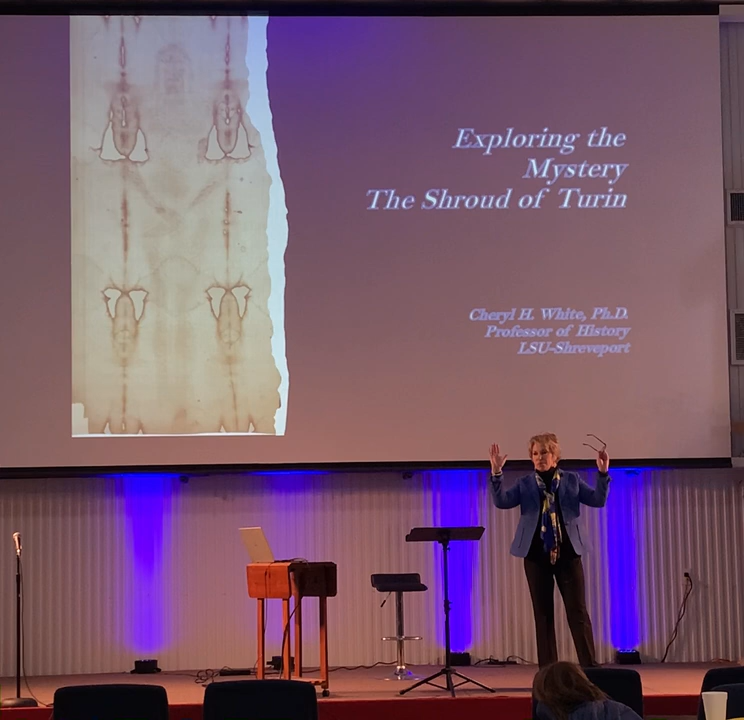 Exploring the
Mystery
The Shroud of Turin
Cheryl H. White, Ph.D.
Professor of History
LSU-Shreveport